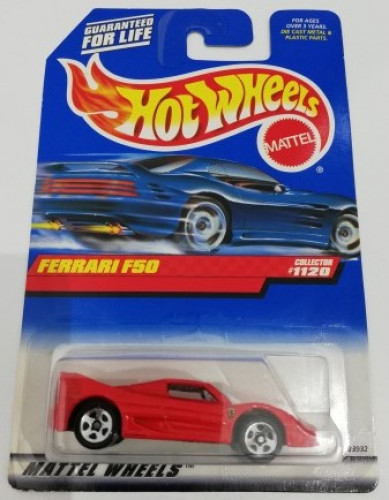 GUARANTEED
FOR LIFE
FOR AGES
OVER 3 YEARS.
DIE CAST METAL &
PLASTIC PARTS.
Hot Wheels
MATTEL
®
FERRARI F50
COLLECTOR
#1120
MATTEL WHEELS™